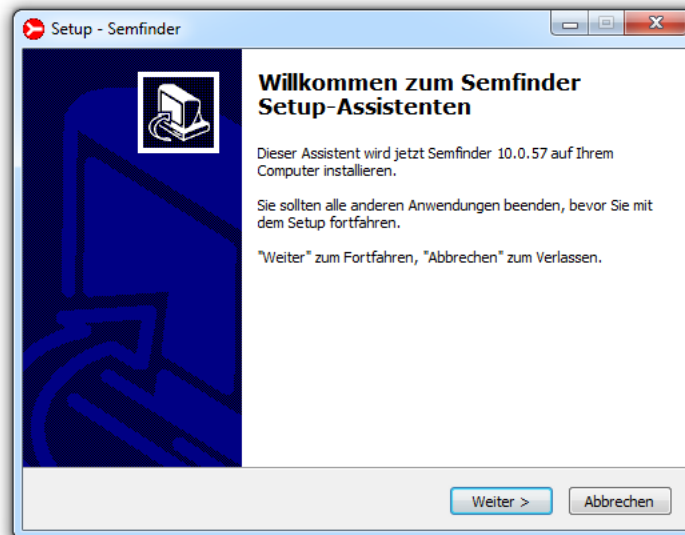 Setup - Semfinder
Willkommen zum Semfinder
Setup-Assistenten
Dieser Assistent wird jetzt Semfinder 10.0.57 auf Ihrem
Computer installieren.
Sie sollten alle anderen Anwendungen beenden, bevor Sie mit
dem Setup fortfahren.
"Weiter" zum Fortfahren, "Abbrechen" zum Verlassen.
Weiter >
Abbrechen